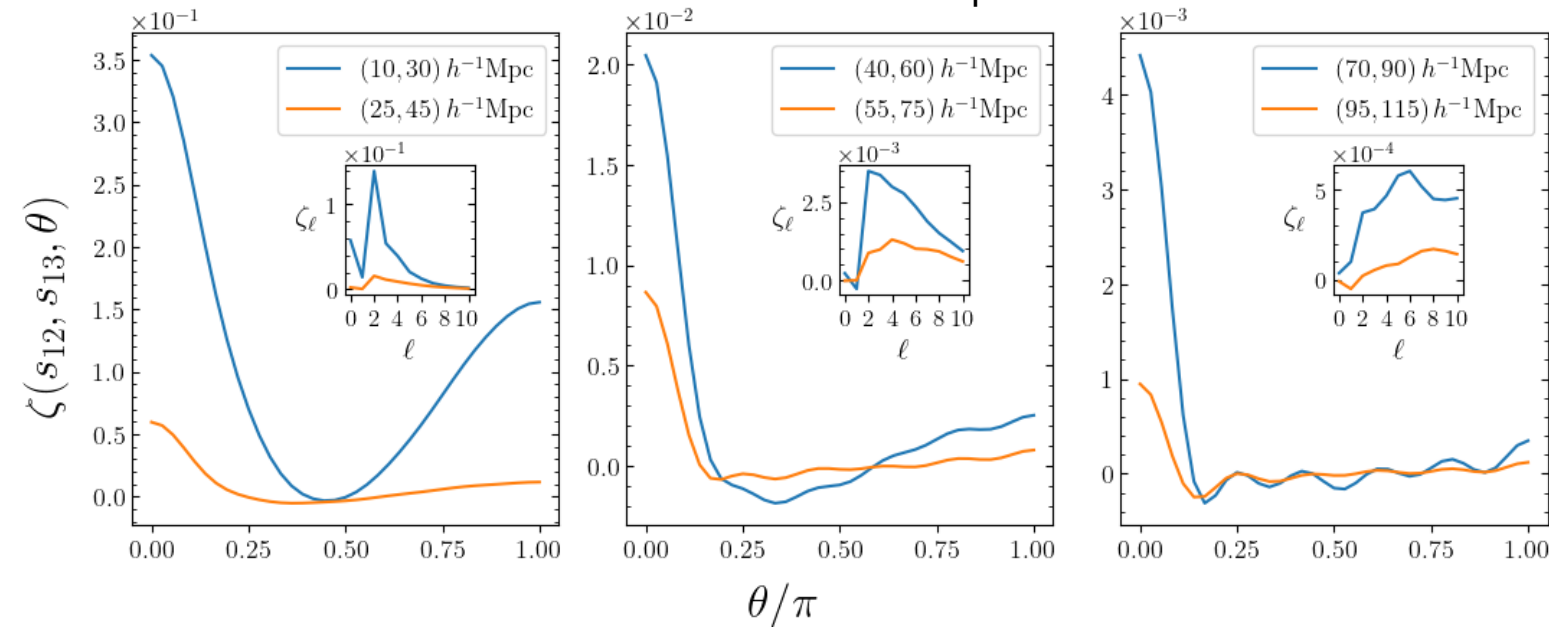 ×10⁻¹
3.5
3.0
2.5
2.0
1.5
1.0
0.5
0.0
0.00 0.25 0.50 0.75 1.00
(10, 30) h⁻¹Mpc
(25, 45) h⁻¹Mpc
×10⁻¹
1
0
ζℓ
0 2 4 6 8 10
ℓ
×10⁻²
2.0
1.5
1.0
0.5
0.0
0.00 0.25 0.50 0.75 1.00
(40, 60) h⁻¹Mpc
(55, 75) h⁻¹Mpc
×10⁻³
2.5
0.0
ζℓ
0 2 4 6 8 10
ℓ
×10⁻³
4
3
2
1
0
0.00 0.25 0.50 0.75 1.00
(70, 90) h⁻¹Mpc
(95, 115) h⁻¹Mpc
×10⁻⁴
5
0
ζℓ
0 2 4 6 8 10
ℓ
ζ(s₁₂, s₁₃, θ)
θ/π